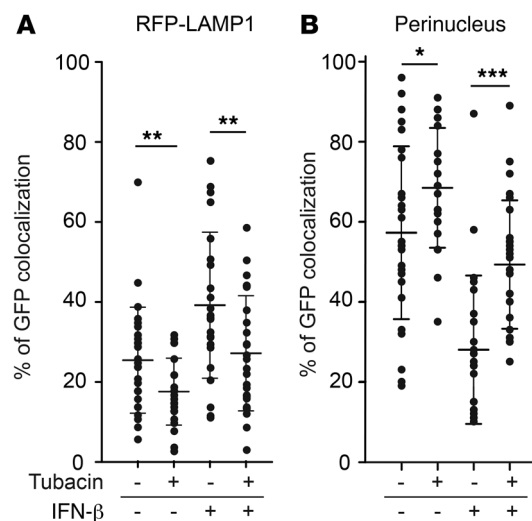 A RFP-LAMP1
% of GFP colocalization
100
80
60
40
20
0
** **
Tubacin - + - +
IFN-β - - + +
B Perinucleus
% of GFP colocalization
100
80
60
40
20
0
* ***
- + - +
- - + +